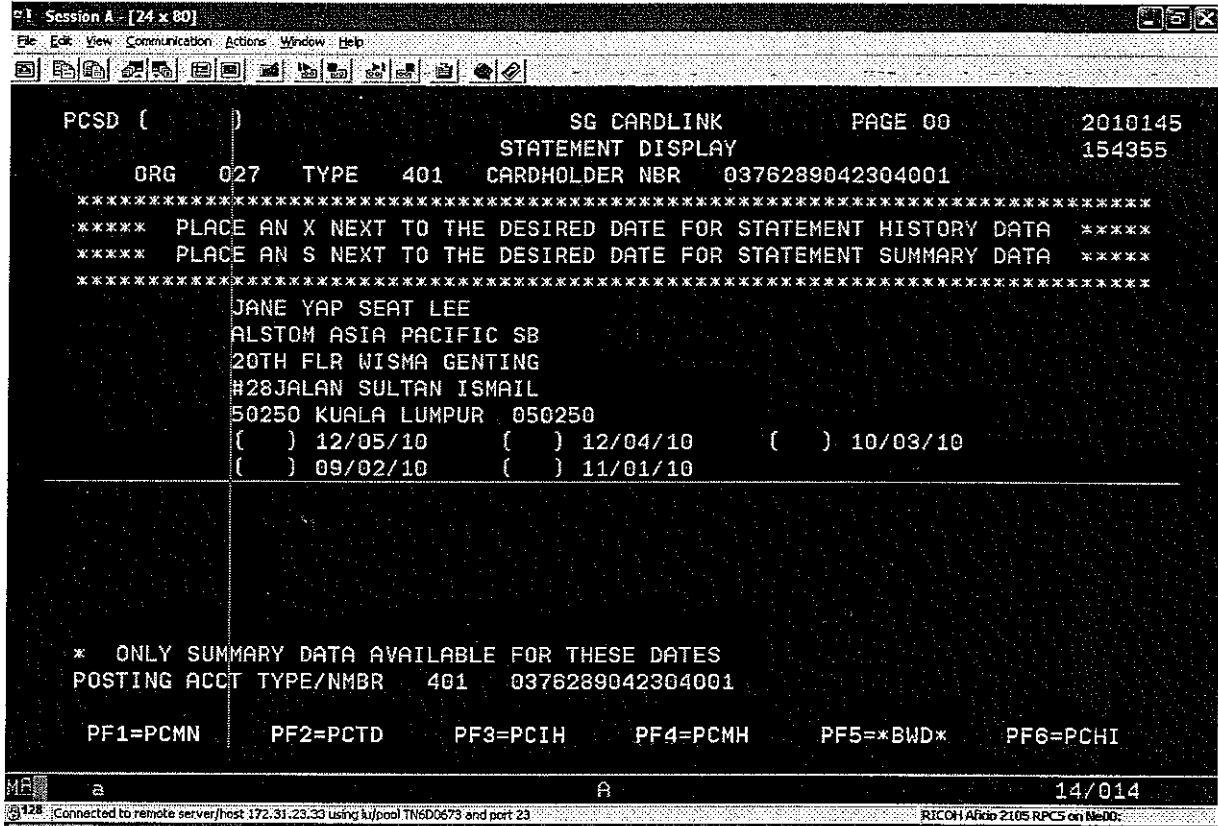 Session A - [24 x 80]
File Edit View Communication Actions Window Help
PCSD ( ) SG CARDLINK PAGE 00 2010145
STATEMENT DISPLAY 154355
ORG 027 TYPE 401 CARDHOLDER NBR 0376289042304001
***************************************************************************
***** PLACE AN X NEXT TO THE DESIRED DATE FOR STATEMENT HISTORY DATA *****
***** PLACE AN S NEXT TO THE DESIRED DATE FOR STATEMENT SUMMARY DATA *****
***************************************************************************
JANE YAP SEAT LEE
ALSTOM ASIA PACIFIC SB
20TH FLR WISMA GENTING
#28JALAN SULTAN ISMAIL
50250 KUALA LUMPUR 050250
( ) 12/05/10 ( ) 12/04/10 ( ) 10/03/10
( ) 09/02/10 ( ) 11/01/10
* ONLY SUMMARY DATA AVAILABLE FOR THESE DATES
POSTING ACCT TYPE/NMBR 401 0376289042304001
PF1=PCMN PF2=PCTD PF3=PCIH PF4=PCMH PF5=*BWD* PF6=PCHI
MA a A 14/014
Connected to remote server/host 172.31.23.33 using lu/pool TN6D0673 and port 23 RICOH Aficio 2105 RPCS on Ne00: